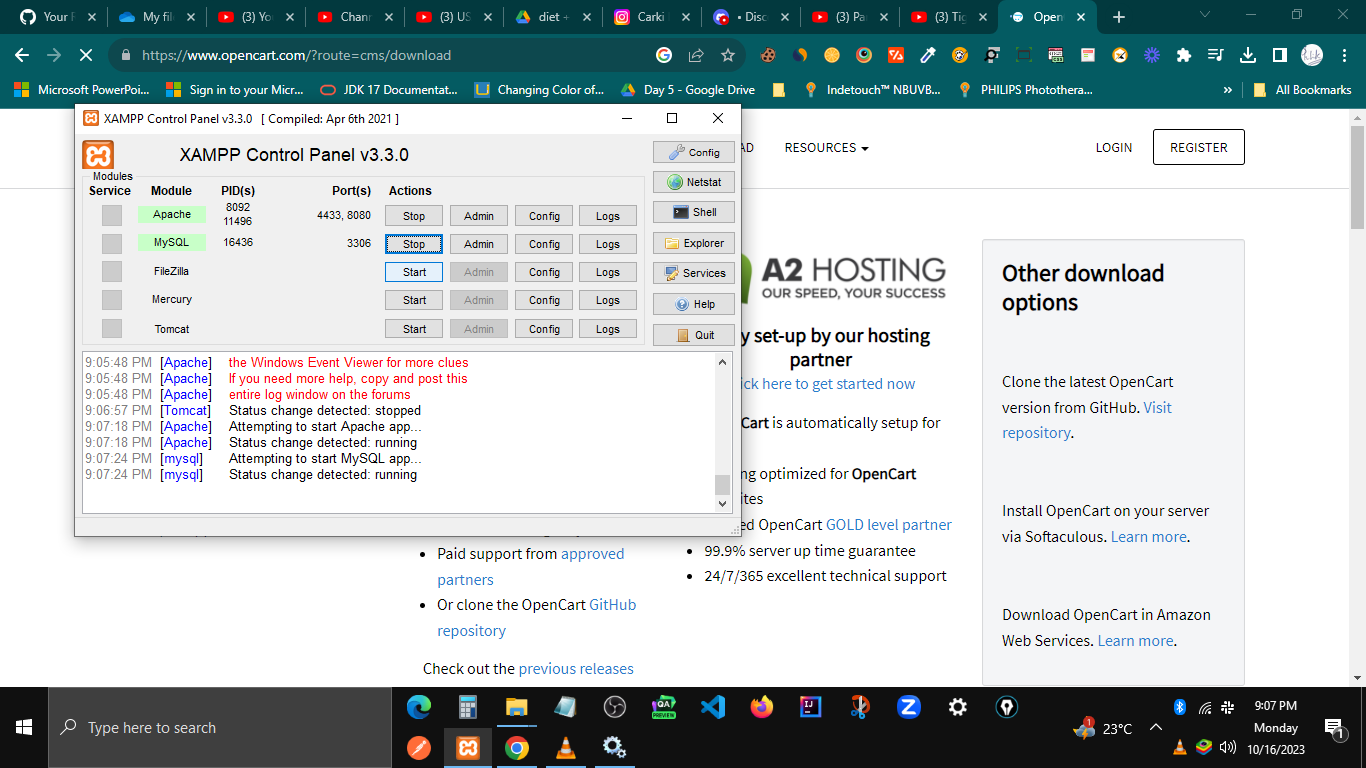 Your F
My file
(3) Yo
Chann
(3) US
diet +
Carki
• Disc
(3) Pa
(3) Tig
Open
https://www.opencart.com/?route=cms/download
Microsoft PowerPoi...
Sign in to your Micr...
JDK 17 Documentat...
Changing Color of...
Day 5 - Google Drive
Indetouch™ NBUVB...
PHILIPS Photothera...
»
All Bookmarks
XAMPP Control Panel v3.3.0 [ Compiled: Apr 6th 2021 ]
AD
RESOURCES
LOGIN
REGISTER
XAMPP Control Panel v3.3.0
Config
Modules
Service Module PID(s) Port(s) Actions
Netstat
Apache 8092 11496 4433, 8080 Stop Admin Config Logs
Shell
MySQL 16436 3306 Stop Admin Config Logs
Explorer
FileZilla Start Admin Config Logs
Services
Mercury Start Admin Config Logs
Help
Tomcat Start Admin Config Logs
Quit
9:05:48 PM [Apache] the Windows Event Viewer for more clues
9:05:48 PM [Apache] If you need more help, copy and post this
9:05:48 PM [Apache] entire log window on the forums
9:06:57 PM [Tomcat] Status change detected: stopped
9:07:18 PM [Apache] Attempting to start Apache app...
9:07:18 PM [Apache] Status change detected: running
9:07:24 PM [mysql] Attempting to start MySQL app...
9:07:24 PM [mysql] Status change detected: running
Paid support from approved
partners
Or clone the OpenCart GitHub
repository
Check out the previous releases
A2 HOSTING
OUR SPEED, YOUR SUCCESS
y set-up by our hosting
partner
ick here to get started now
Cart is automatically setup for
ng optimized for OpenCart
ites
ed OpenCart GOLD level partner
99.9% server up time guarantee
24/7/365 excellent technical support
Other download
options
Clone the latest OpenCart
version from GitHub. Visit
repository.
Install OpenCart on your server
via Softaculous. Learn more.
Download OpenCart in Amazon
Web Services. Learn more.
Type here to search
QA
PREVIEW
IJ
1
23°C
9:07 PM
Monday
10/16/2023
1